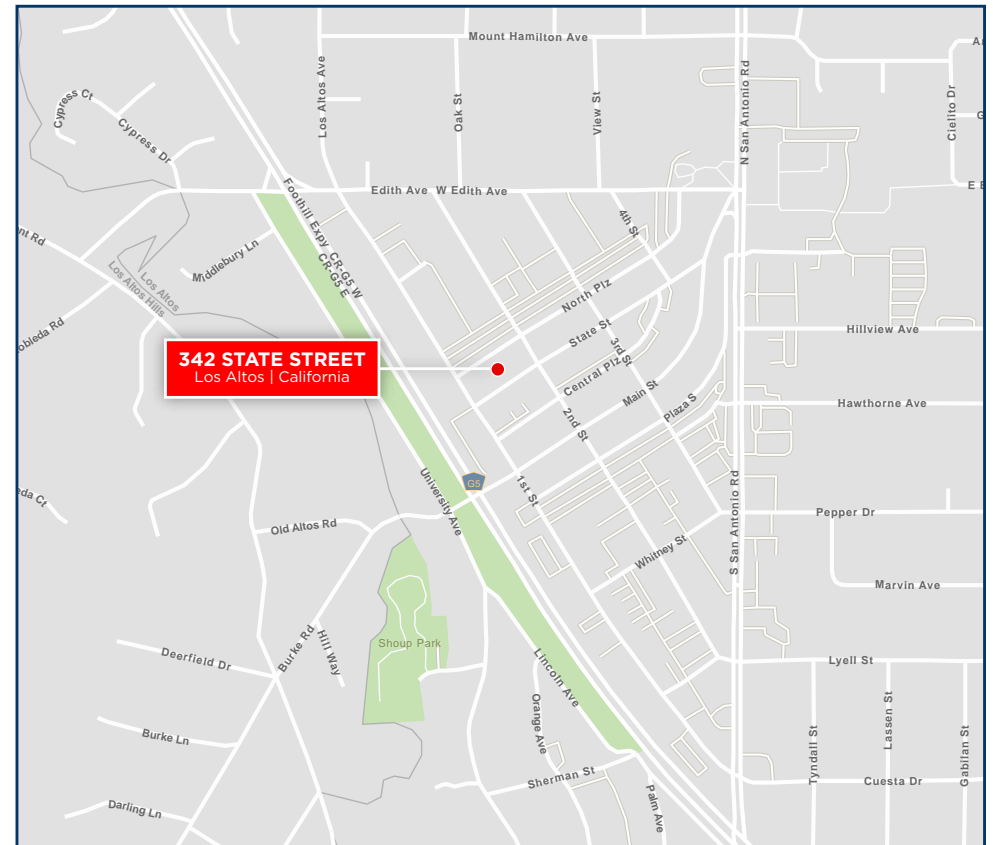 Mount Hamilton Ave
Los Altos Ave
Oak St
View St
N San Antonio Rd
Cielito Dr
Cypress Ct
Cypress Dr
Foothill Expy
CR-G5 W
CR-G5 E
Edith Ave
W Edith Ave
4th St
Middlebury Ln
Los Altos
Los Altos Hills
North Plz
State St
3rd St
Central Plz
Main St
Plaza S
2nd St
Hillview Ave
342 STATE STREET
Los Altos | California
Hawthorne Ave
G5
1st St
University Ave
Old Altos Rd
Whitney St
S San Antonio Rd
Pepper Dr
Marvin Ave
Shoup Park
Burke Rd
Hill Way
Deerfield Dr
Lincoln Ave
Lyell St
Orange Ave
Burke Ln
Tyndall St
Lassen St
Gabilan St
Sherman St
Cuesta Dr
Palm Ave
Darling Ln